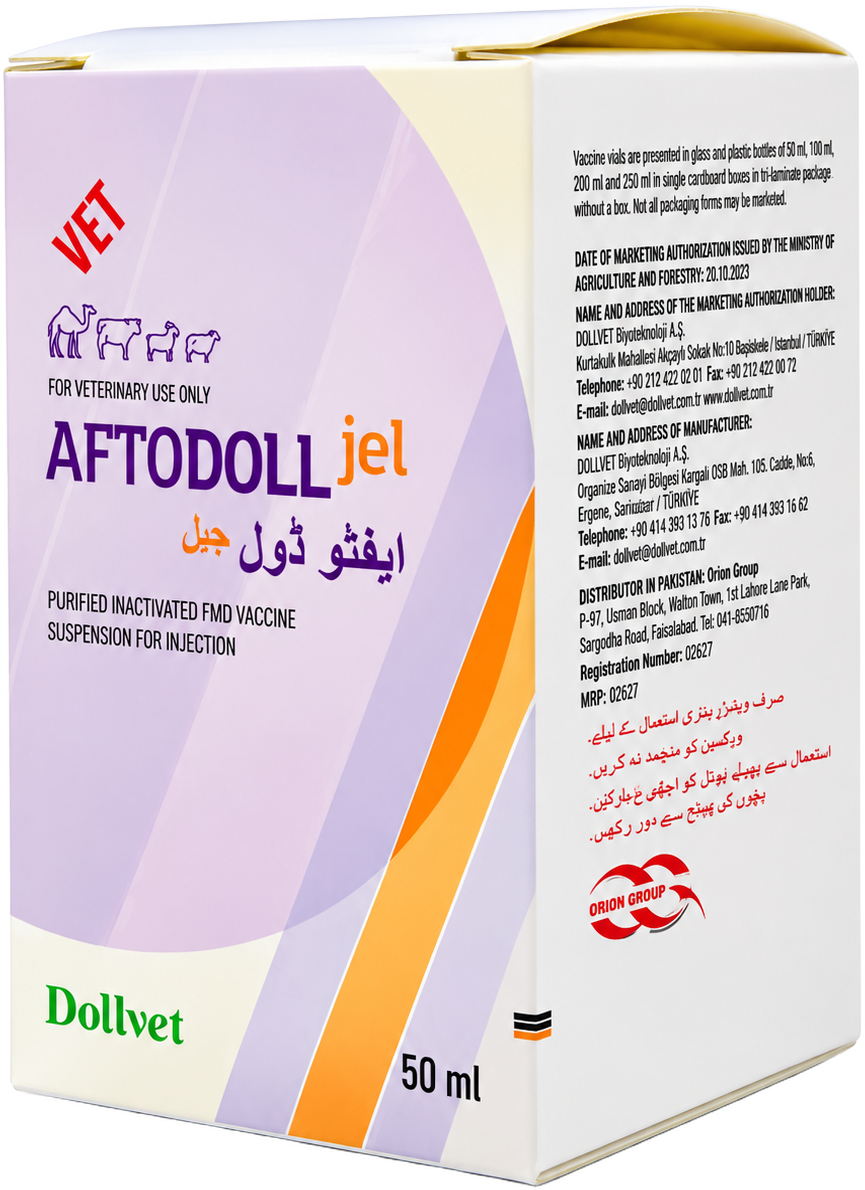 VET
FOR VETERINARY USE ONLY
AFTODOLL jel
ایفٹو ڈول جیل
PURIFIED INACTIVATED FMD VACCINE
SUSPENSION FOR INJECTION
Dollvet
50 ml
Vaccine vials are presented in glass and plastic bottles of 50 ml, 100 ml,
200 ml and 250 ml in single cardboard boxes in tri-laminate package
without a box. Not all packaging forms may be marketed.
DATE OF MARKETING AUTHORIZATION ISSUED BY THE MINISTRY OF
AGRICULTURE AND FORESTRY: 20.10.2023
NAME AND ADDRESS OF THE MARKETING AUTHORIZATION HOLDER:
DOLLVET Biyoteknoloji A.Ş.
Kurtakulk Mahallesi Akçaylı Sokak No:10 Başiskele / Istanbul / TÜRKİYE
Telephone: +90 212 422 02 01 Fax: +90 212 422 00 72
E-mail: dollvet@dollvet.com.tr www.dollvet.com.tr
NAME AND ADDRESS OF MANUFACTURER:
DOLLVET Biyoteknoloji A.Ş.
Organize Sanayi Bölgesi Kargalı OSB Mah. 105. Cadde, No:6,
Ergene, / TÜRKİYE
Telephone: +90 414 393 13 76 Fax: +90 414 393 16 62
E-mail: dollvet@dollvet.com.tr
DISTRIBUTOR IN PAKISTAN: Orion Group
P-97, Usman Block, Walton Town, 1st Lahore Lane Park,
Sargodha Road, Faisalabad. Tel: 041-8550716
Registration Number: 02627
MRP: 02627
صرف استعمال کے لیے۔
ویکسین کو منجمد نہ کریں۔
استعمال سے پہلے بوتل کو اچھی
بچوں کی پہنچ سے دور رکھیں۔
ORION GROUP